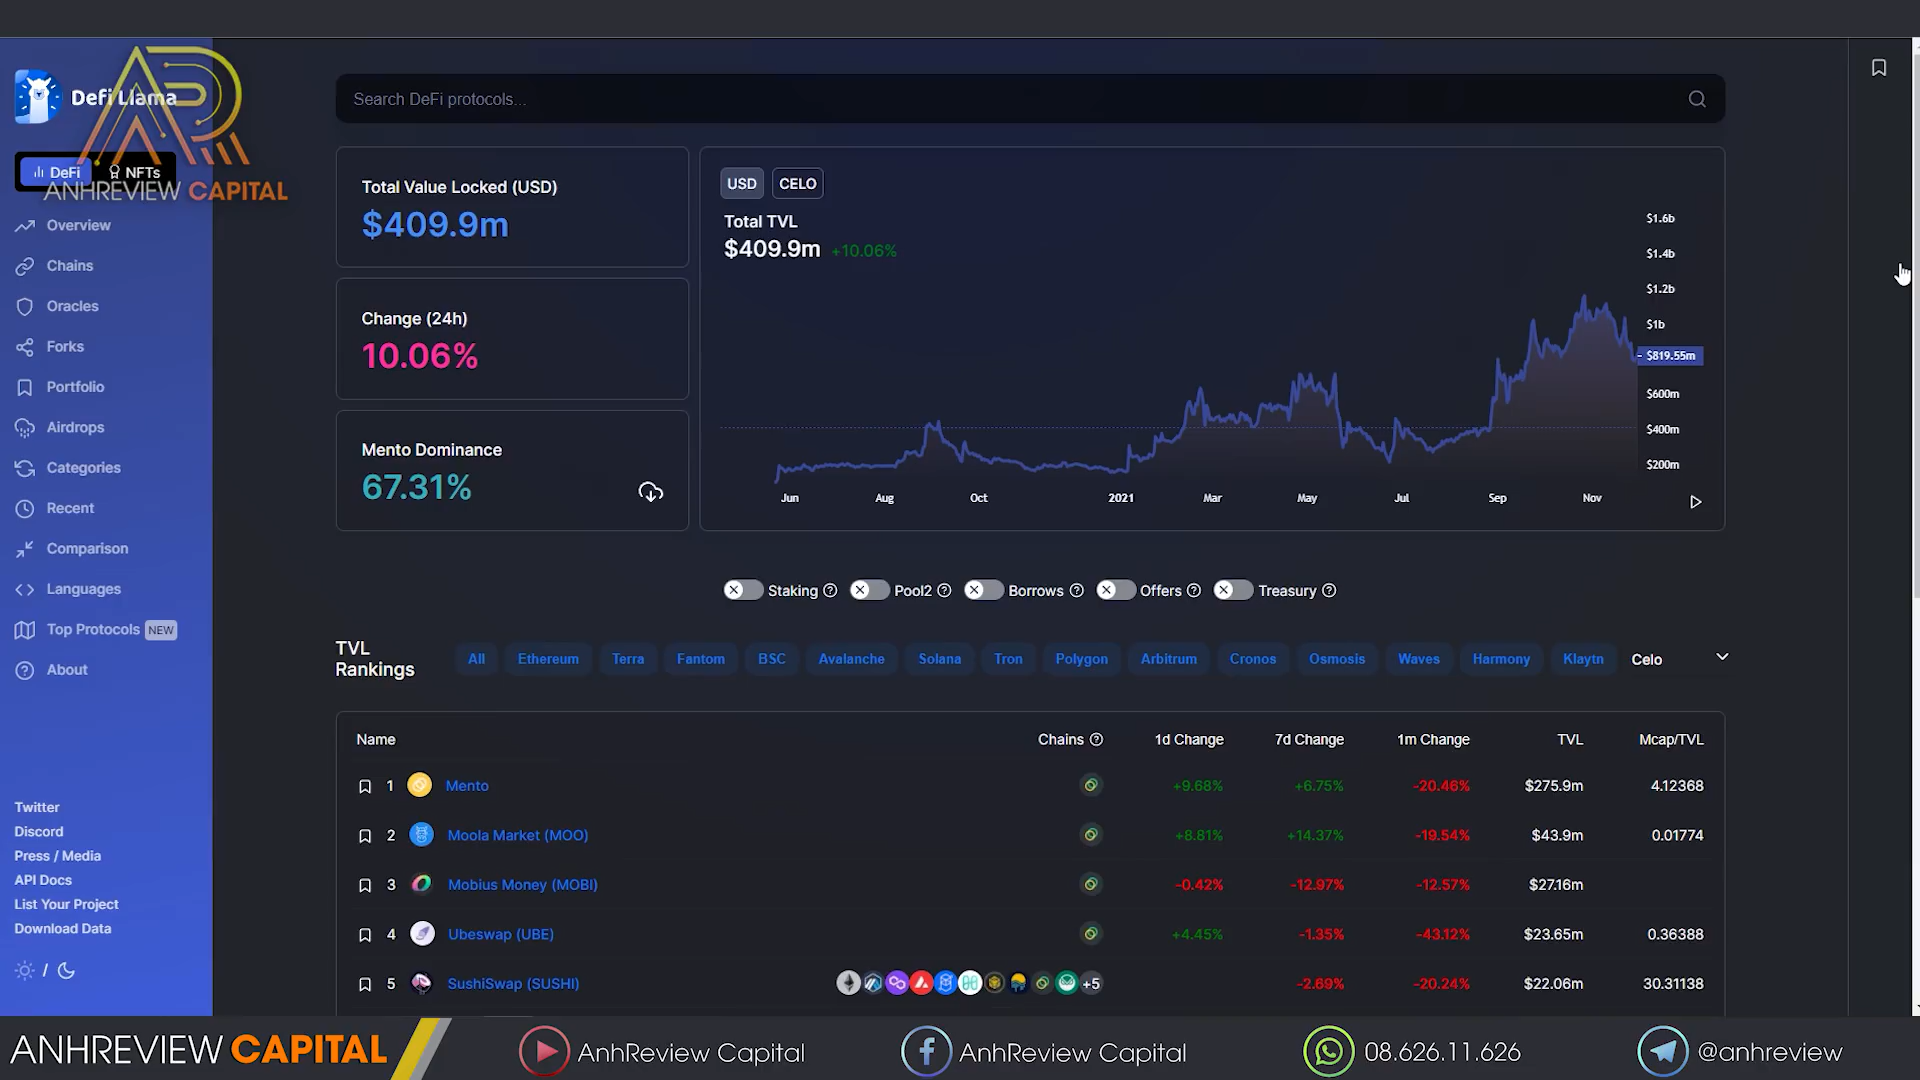 Defi Llama
DeFi NFTs
ANHREVIEW CAPITAL
Overview
Chains
Oracles
Forks
Portfolio
Airdrops
Categories
Recent
Comparison
Languages
Top Protocols NEW
About
Twitter
Discord
Press / Media
API Docs
List Your Project
Download Data
/
Search DeFi protocols...
Total Value Locked (USD)
$409.9m
Change (24h)
10.06%
Mento Dominance
67.31%
USD CELO
Total TVL
$409.9m +10.06%
$1.6b
$1.4b
$1.2b
$1b
$819.55m
$600m
$400m
$200m
Jun Aug Oct 2021 Mar May Jul Sep Nov
Staking Pool2 Borrows Offers Treasury
TVL
Rankings
All Ethereum Terra Fantom BSC Avalanche Solana Tron Polygon Arbitrum Cronos Osmosis Waves Harmony Klaytn Celo
Name Chains 1d Change 7d Change 1m Change TVL Mcap/TVL
1 Mento +9.68% +6.75% -20.46% $275.9m 4.12368
2 Moola Market (MOO) +8.81% +14.37% -19.54% $43.9m 0.01774
3 Mobius Money (MOBI) -0.42% -12.97% -12.57% $27.16m
4 Ubeswap (UBE) +4.45% -1.35% -43.12% $23.65m 0.36388
5 SushiSwap (SUSHI) +5 -2.69% -20.24% $22.06m 30.31138
ANHREVIEW CAPITAL AnhReview Capital AnhReview Capital 08.626.11.626 @anhreview